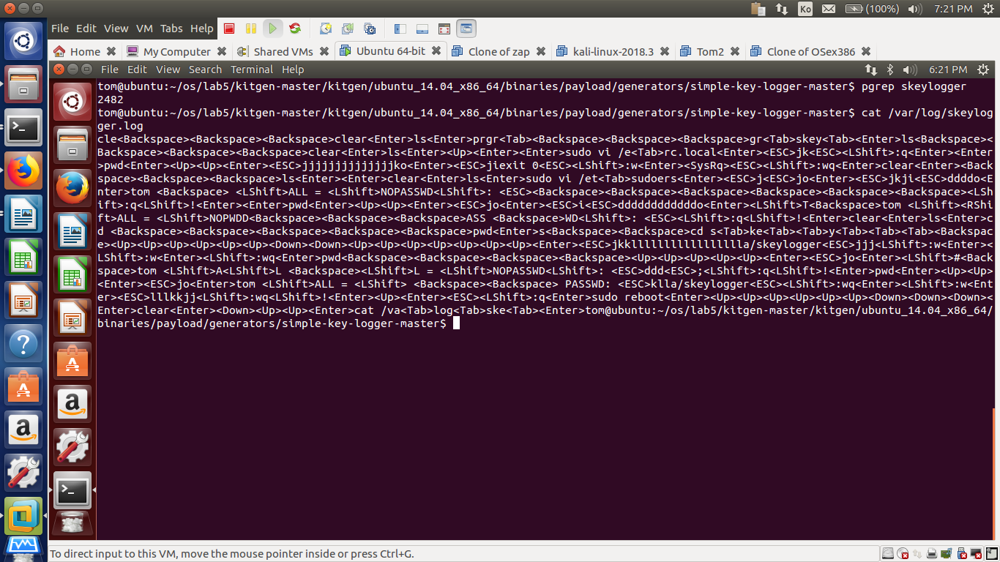 Ko (100%) 7:21 PM
File Edit View VM Tabs Help
Home My Computer Shared VMs Ubuntu 64-bit Clone of zap kali-linux-2018.3 Tom2 Clone of OSex386
File Edit View Search Terminal Help 6:21 PM
tom@ubuntu:~/os/lab5/kitgen-master/kitgen/ubuntu_14.04_x86_64/binaries/payload/generators/simple-key-logger-master$ pgrep skeylogger
2482
tom@ubuntu:~/os/lab5/kitgen-master/kitgen/ubuntu_14.04_x86_64/binaries/payload/generators/simple-key-logger-master$ cat /var/log/skeylog
ger.log
cle<Backspace><Backspace><Backspace>clear<Enter>ls<Enter>prgr<Tab><Backspace><Backspace><Backspace>gr<Tab>skey<Tab><Enter>ls<Backspace><
Backspace><Backspace><Backspace>clear<Enter>ls<Enter><Up><Enter><Enter>sudo vi /e<Tab>rc.local<Enter><ESC>jk<ESC><LShift>:q<Enter><Enter
>pwd<Enter><Up><Up><Enter><Enter><ESC>jjjjjjjjjjjjjjko<Enter><ESC>jiexit 0<ESC><LShift>:w<Enter><SysRq><ESC><LShift>:wq<Enter>clear<Enter><Back
space><Backspace><Backspace>ls<Enter><Enter>clear<Enter>ls<Enter>sudo vi /et<Tab>sudoers<Enter><ESC>j<ESC>jo<Enter><ESC>jkji<ESC>ddddo<E
nter>tom <Backspace> <LShift>ALL = <LShift>NOPASSWD<LShift>: <ESC><Backspace><Backspace><Backspace><Backspace><Backspace><Backspace><LSh
ift>:q<LShift>!<Enter>pwd<Enter><Up><Up><Enter><ESC>jo<Enter><ESC>i<ESC>dddddddddddddo<ESC><LShift>T<Backspace>tom <LShift><RShi
ft>ALL = <LShift>NOPWDD<Backspace><Backspace><Backspace>ASS <Backspace>WD<LShift>: <ESC><LShift>:q<LShift>!<Enter>clear<Enter>ls<Enter>c
d <Backspace><Backspace><Backspace><Backspace>pwd<Enter>s<Backspace><Backspace>cd s<Tab>ke<Tab><Tab>y<Tab><Tab><Tab><Tab><Backspac
e><Up><Up><Up><Up><Up><Up><Down><Down><Up><Up><Up><Up><Up><Up><Up><Enter><ESC>jkklllllllllllllllllla/skeylogger<ESC>jjj<LShift>:w<Enter><
LShift>:w<Enter><LShift>:wq<Enter>pwd<Backspace><Backspace><Backspace><Backspace><Up><Up><Up><Up><Enter><ESC>jo<Enter><LShift>#<Back
space>tom <LShift>A<LShift>L <Backspace><LShift>L = <LShift>NOPASSWD<LShift>: <ESC>ddd<ESC>;<LShift>:q<LShift>!<Enter>pwd<Enter><Up><Up>
<Enter><ESC>jo<Enter>tom <LShift>ALL = <LShift> <Backspace><Backspace> PASSWD: <ESC>klla/skeylogger<ESC><LShift>:wq<Enter><LShift>:w<Ent
er><ESC>lllkkjj<LShift>:wq<LShift>!<Enter><Up><Up><Enter><ESC><LShift>:q<Enter>sudo reboot<Enter><Up><Up><Up><Up><Up><Down><Down><Down><
Enter>clear<Enter><Down><Up><Up><Enter>cat /va<Tab>log<Tab>ske<Tab><Enter>tom@ubuntu:~/os/lab5/kitgen-master/kitgen/ubuntu_14.04_x86_64/
binaries/payload/generators/simple-key-logger-master$
To direct input to this VM, move the mouse pointer inside or press Ctrl+G.